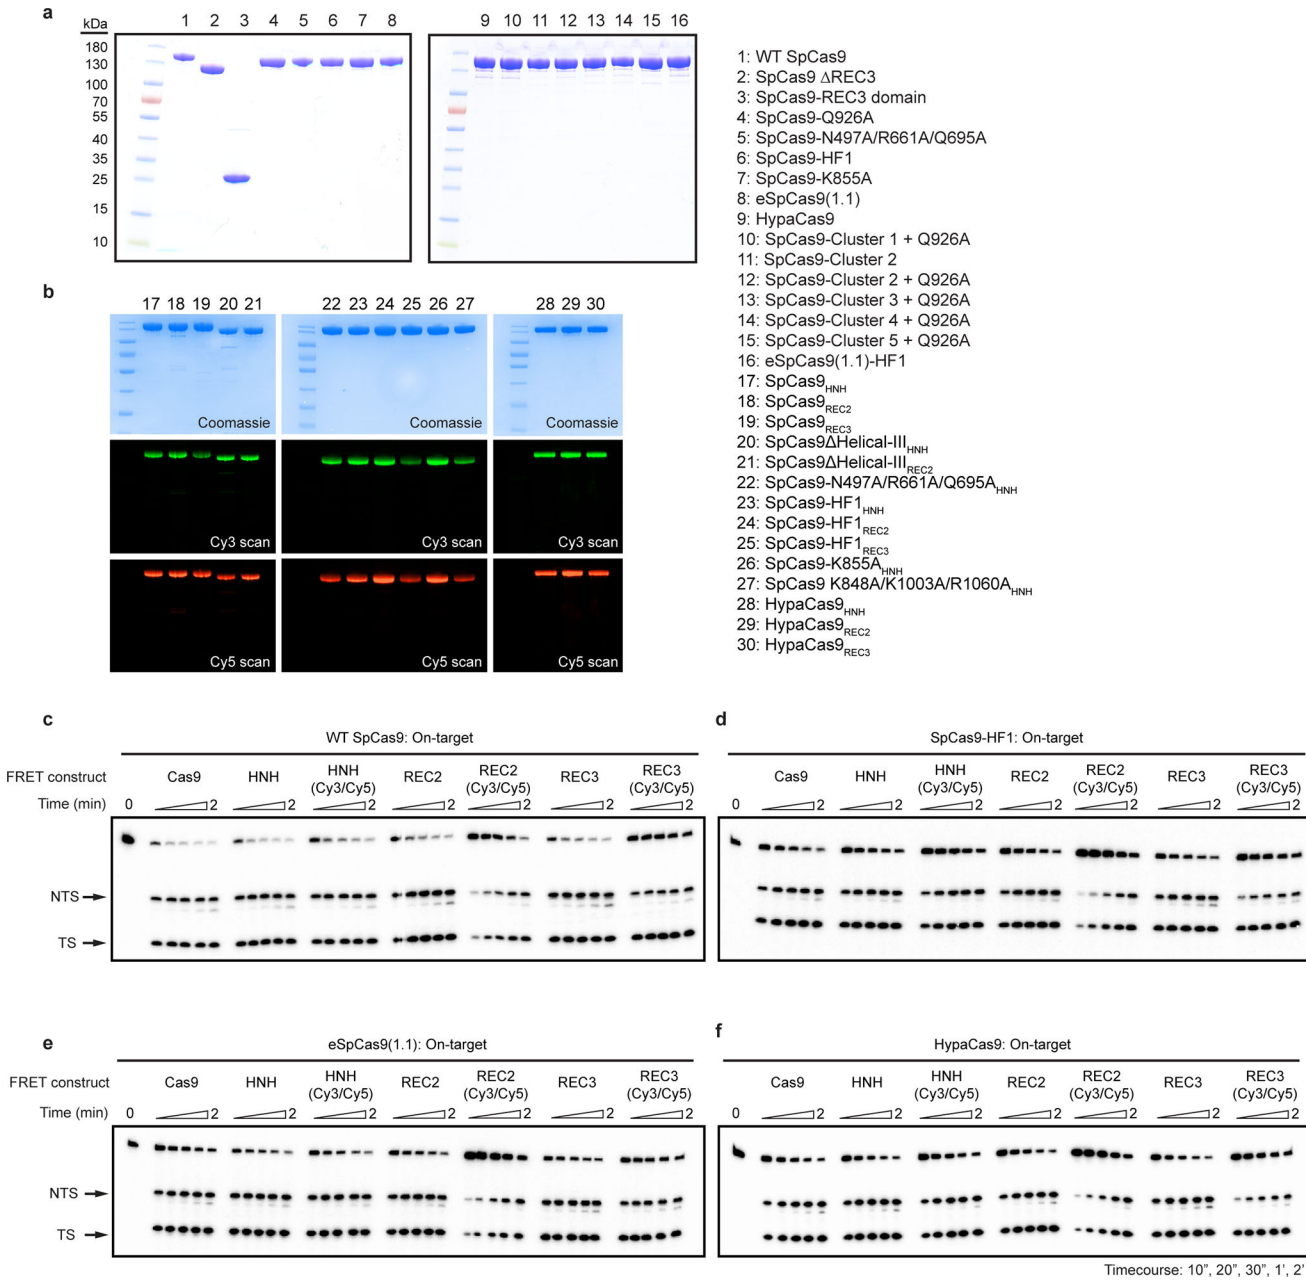 a
kDa
1 2 3 4 5 6 7 8
9 10 11 12 13 14 15 16
180
130
100
70
55
40
35
25
15
10
1: WT SpCas9
2: SpCas9 ΔREC3
3: SpCas9-REC3 domain
4: SpCas9-Q926A
5: SpCas9-N497A/R661A/Q695A
6: SpCas9-HF1
7: SpCas9-K855A
8: eSpCas9(1.1)
9: HypaCas9
10: SpCas9-Cluster 1 + Q926A
11: SpCas9-Cluster 2
12: SpCas9-Cluster 2 + Q926A
13: SpCas9-Cluster 3 + Q926A
14: SpCas9-Cluster 4 + Q926A
15: SpCas9-Cluster 5 + Q926A
16: eSpCas9(1.1)-HF1
17: SpCas9HNH
18: SpCas9REC2
19: SpCas9REC3
20: SpCas9ΔHelical-IIIHNH
21: SpCas9ΔHelical-IIIREC2
22: SpCas9-N497A/R661A/Q695AHNH
23: SpCas9-HF1HNH
24: SpCas9-HF1REC2
25: SpCas9-HF1REC3
26: SpCas9-K855AHNH
27: SpCas9 K848A/K1003A/R1060AHNH
28: HypaCas9HNH
29: HypaCas9REC2
30: HypaCas9REC3
b
17 18 19 20 21
22 23 24 25 26 27
28 29 30
Coomassie
Coomassie
Coomassie
Cy3 scan
Cy3 scan
Cy3 scan
Cy5 scan
Cy5 scan
Cy5 scan
c
WT SpCas9: On-target
FRET construct
Cas9 HNH HNH (Cy3/Cy5) REC2 REC2 (Cy3/Cy5) REC3 REC3 (Cy3/Cy5)
Time (min) 0 2 2 2 2 2 2 2
NTS
TS
d
SpCas9-HF1: On-target
Cas9 HNH HNH (Cy3/Cy5) REC2 REC2 (Cy3/Cy5) REC3 REC3 (Cy3/Cy5)
0 2 2 2 2 2 2 2
e
eSpCas9(1.1): On-target
FRET construct
Cas9 HNH HNH (Cy3/Cy5) REC2 REC2 (Cy3/Cy5) REC3 REC3 (Cy3/Cy5)
Time (min) 0 2 2 2 2 2 2 2
NTS
TS
f
HypaCas9: On-target
Cas9 HNH HNH (Cy3/Cy5) REC2 REC2 (Cy3/Cy5) REC3 REC3 (Cy3/Cy5)
0 2 2 2 2 2 2 2
Timecourse: 10”, 20”, 30”, 1’, 2’